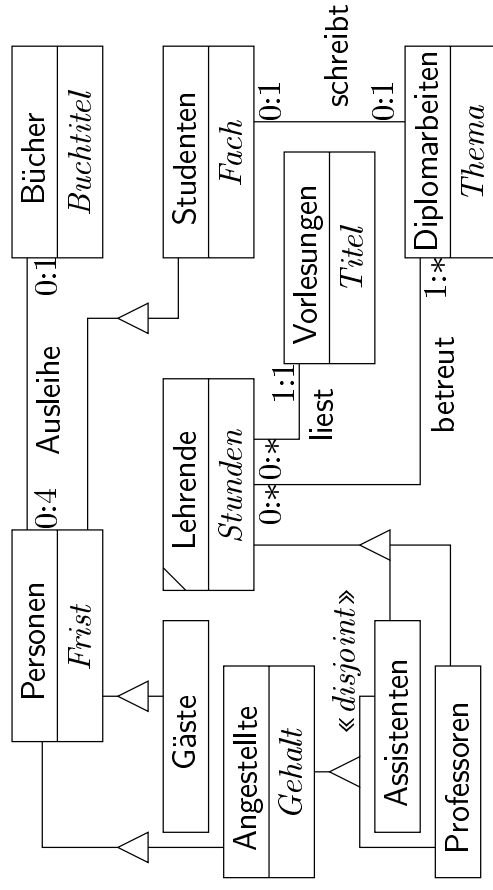 Personen
Frist
0:4
Ausleihe
0:1
Bücher
Buchtitel
Gäste
Angestellte
Gehalt
«disjoint»
Assistenten
Professoren
Lehrende
Stunden
0:*
0:*
liest
1:1
Vorlesungen
Titel
betreut
1:*
Studenten
Fach
0:1
schreibt
0:1
Diplomarbeiten
Thema